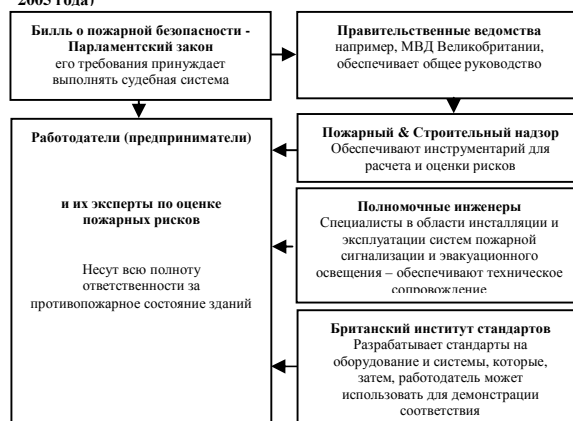 2005 года)
Билль о пожарной безопасности -
Парламентский закон
его требования принуждает
выполнять судебная система
Правительственные ведомства
например, МВД Великобритании,
обеспечивает общее руководство
Работодатели (предприниматели)
и их эксперты по оценке
пожарных рисков
Несут всю полноту
ответственности за
противопожарное состояние зданий
Пожарный & Строительный надзор
Обеспечивают инструментарий для
расчета и оценки рисков
Полномочные инженеры
Специалисты в области инсталляции и
эксплуатации систем пожарной
сигнализации и эвакуационного
освещения – обеспечивают техническое
сопровождение
Британский институт стандартов
Разрабатывает стандарты на
оборудование и системы, которые,
затем, работодатель может
использовать для демонстрации
соответствия